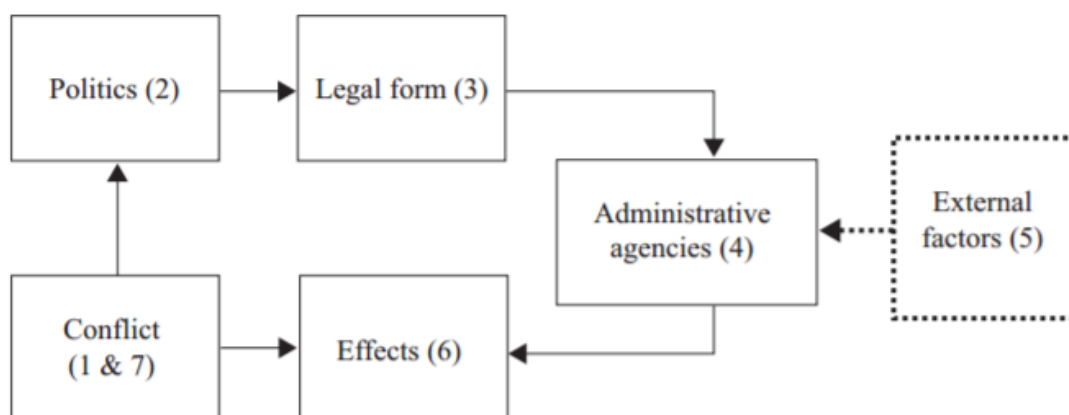 Politics (2)
Legal form (3)
Administrative
agencies (4)
External
factors (5)
Conflict
(1 & 7)
Effects (6)